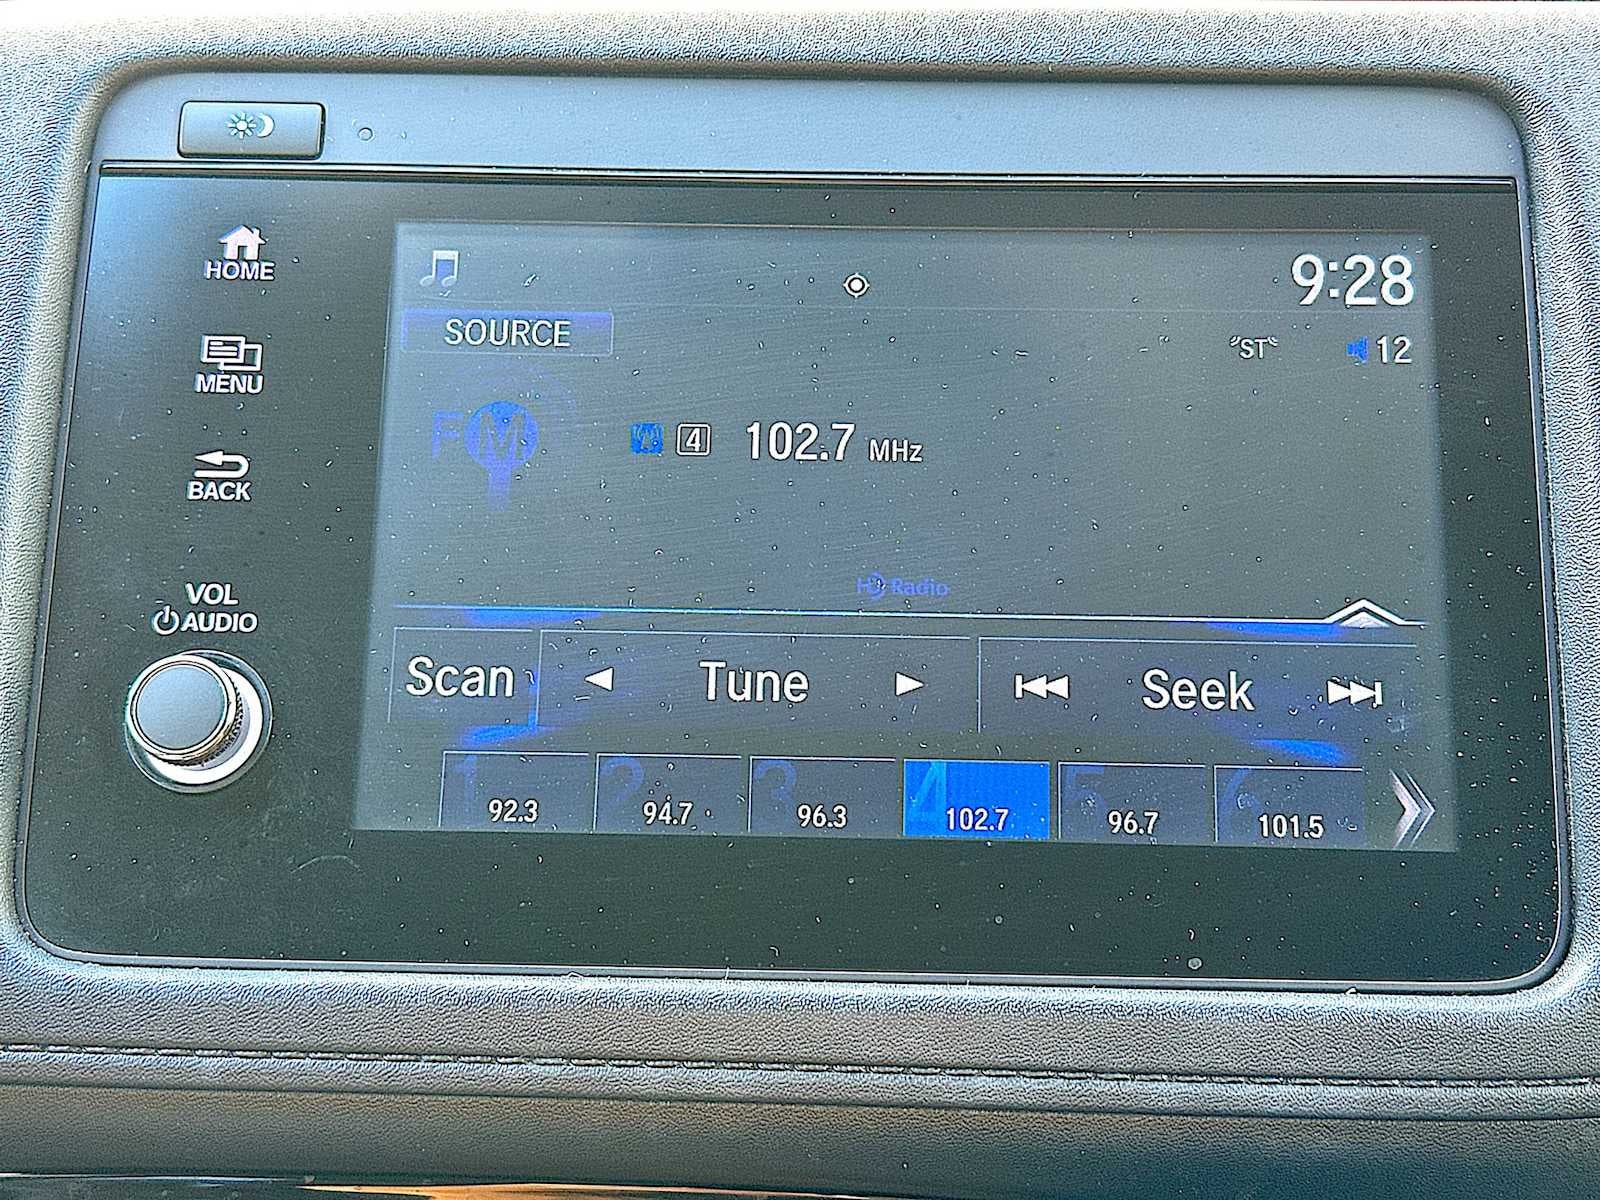 HOME
MENU
BACK
VOL
AUDIO
9:28
SOURCE
"ST"
12
FM
4 102.7 MHz
HD Radio
Scan Tune Seek
1 92.3
2 94.7
3 96.3
4 102.7
5 96.7
6 101.5